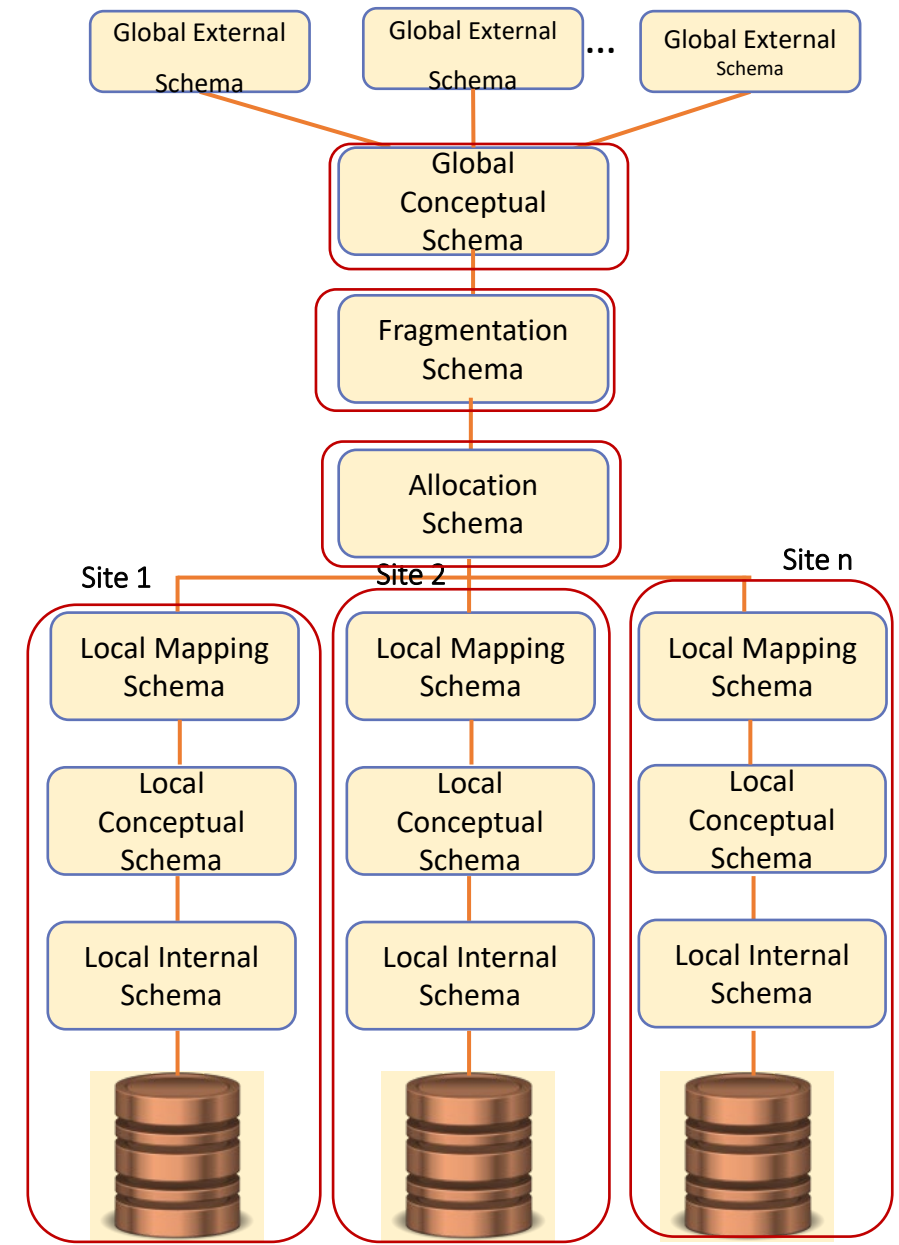 Global External
Schema
Global External
Schema
...
Global External
Schema
Global
Conceptual
Schema
Fragmentation
Schema
Allocation
Schema
Site 1
Site 2
Site n
Local Mapping
Schema
Local Mapping
Schema
Local Mapping
Schema
Local
Conceptual
Schema
Local
Conceptual
Schema
Local
Conceptual
Schema
Local Internal
Schema
Local Internal
Schema
Local Internal
Schema